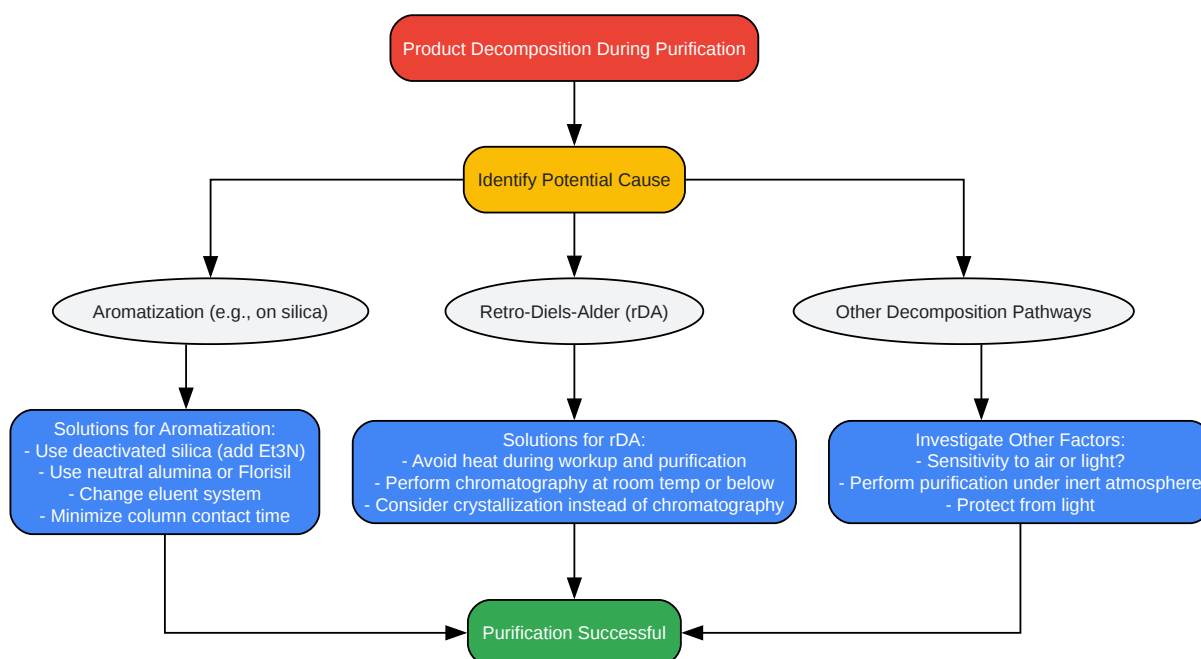 Product Decomposition During Purification
Identify Potential Cause
Aromatization (e.g., on silica)
Retro-Diels-Alder (rDA)
Other Decomposition Pathways
Solutions for Aromatization:
- Use deactivated silica (add Et3N)
- Use neutral alumina or Florisil
- Change eluent system
- Minimize column contact time
Solutions for rDA:
- Avoid heat during workup and purification
- Perform chromatography at room temp or below
- Consider crystallization instead of chromatography
Investigate Other Factors:
- Sensitivity to air or light?
- Perform purification under inert atmosphere
- Protect from light
Purification Successful